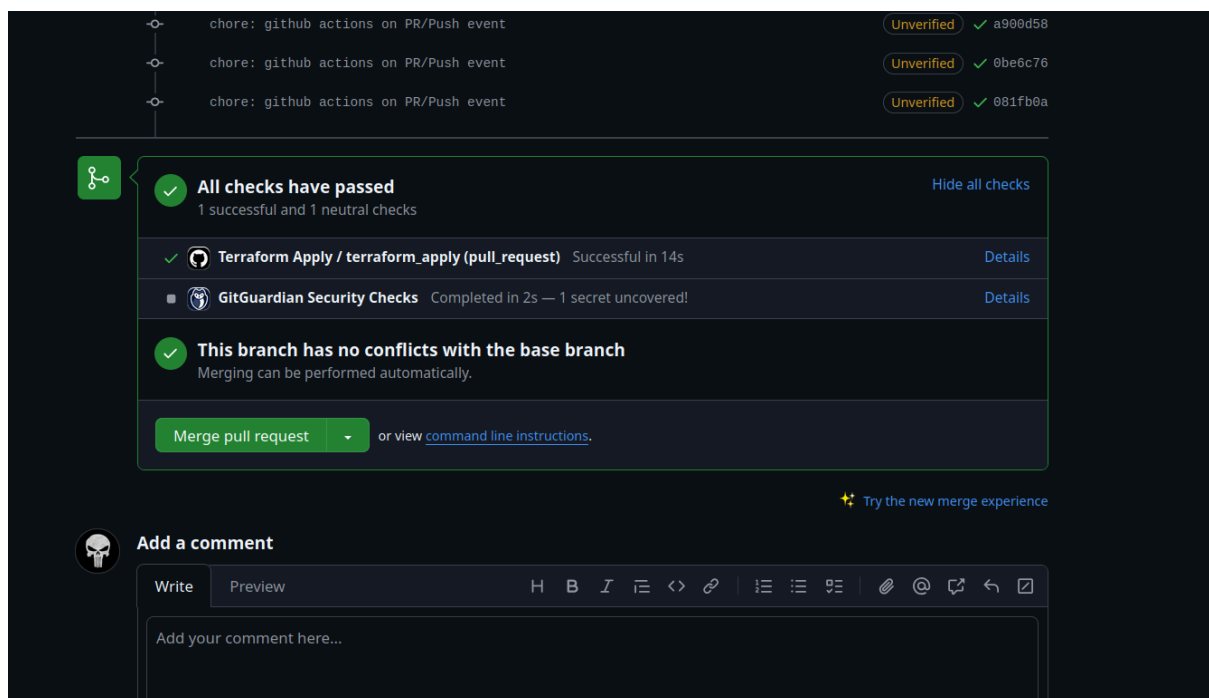 chore: github actions on PR/Push event Unverified a900d58
chore: github actions on PR/Push event Unverified 0be6c76
chore: github actions on PR/Push event Unverified 081fb0a
All checks have passed Hide all checks
1 successful and 1 neutral checks
Terraform Apply / terraform_apply (pull_request) Successful in 14s Details
GitGuardian Security Checks Completed in 2s — 1 secret uncovered! Details
This branch has no conflicts with the base branch
Merging can be performed automatically.
Merge pull request or view command line instructions.
Try the new merge experience
Add a comment
Write Preview
Add your comment here...